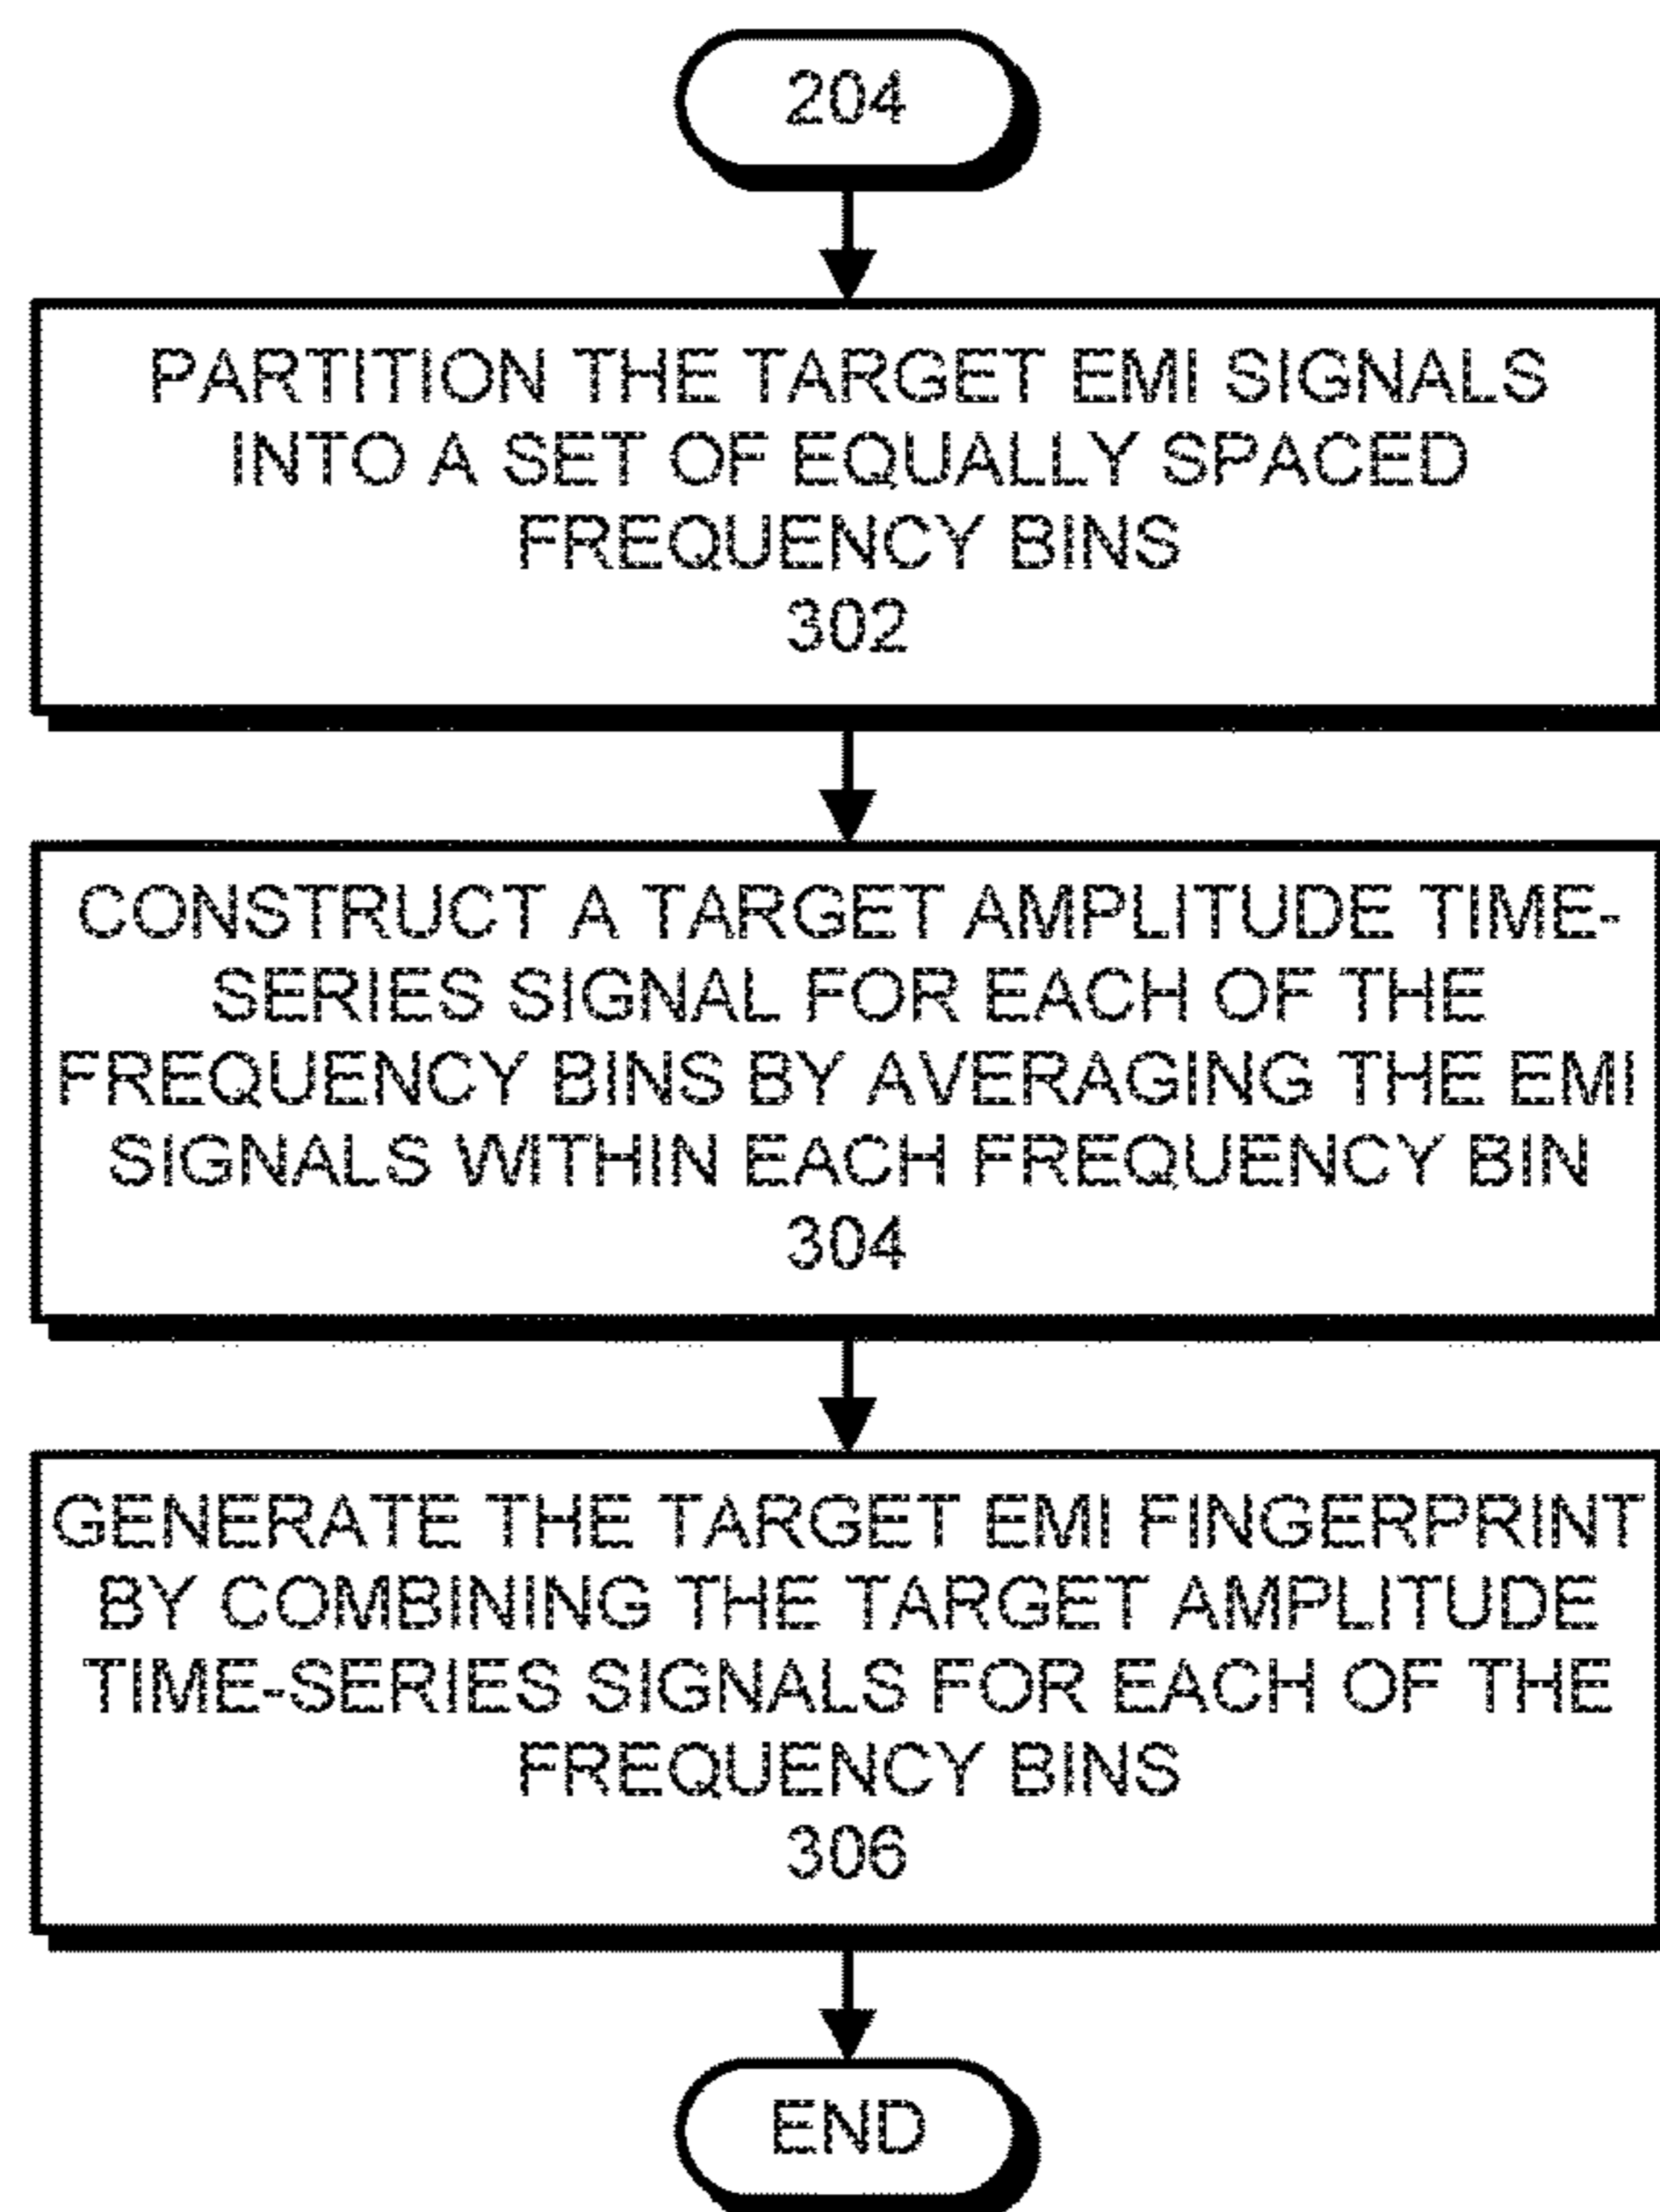 204
PARTITION THE TARGET EMI SIGNALS
INTO A SET OF EQUALLY SPACED
FREQUENCY BINS
302
CONSTRUCT A TARGET AMPLITUDE TIME-
SERIES SIGNAL FOR EACH OF THE
FREQUENCY BINS BY AVERAGING THE EMI
SIGNALS WITHIN EACH FREQUENCY BIN
304
GENERATE THE TARGET EMI FINGERPRINT
BY COMBINING THE TARGET AMPLITUDE
TIME-SERIES SIGNALS FOR EACH OF THE
FREQUENCY BINS
306
END